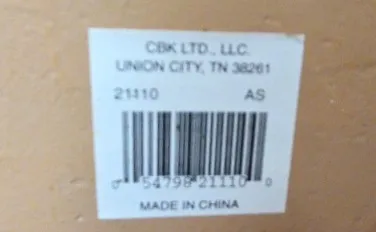 CBK LTD., LLC.
UNION CITY, TN 38261
21110 AS
0 54798 21110 0
MADE IN CHINA